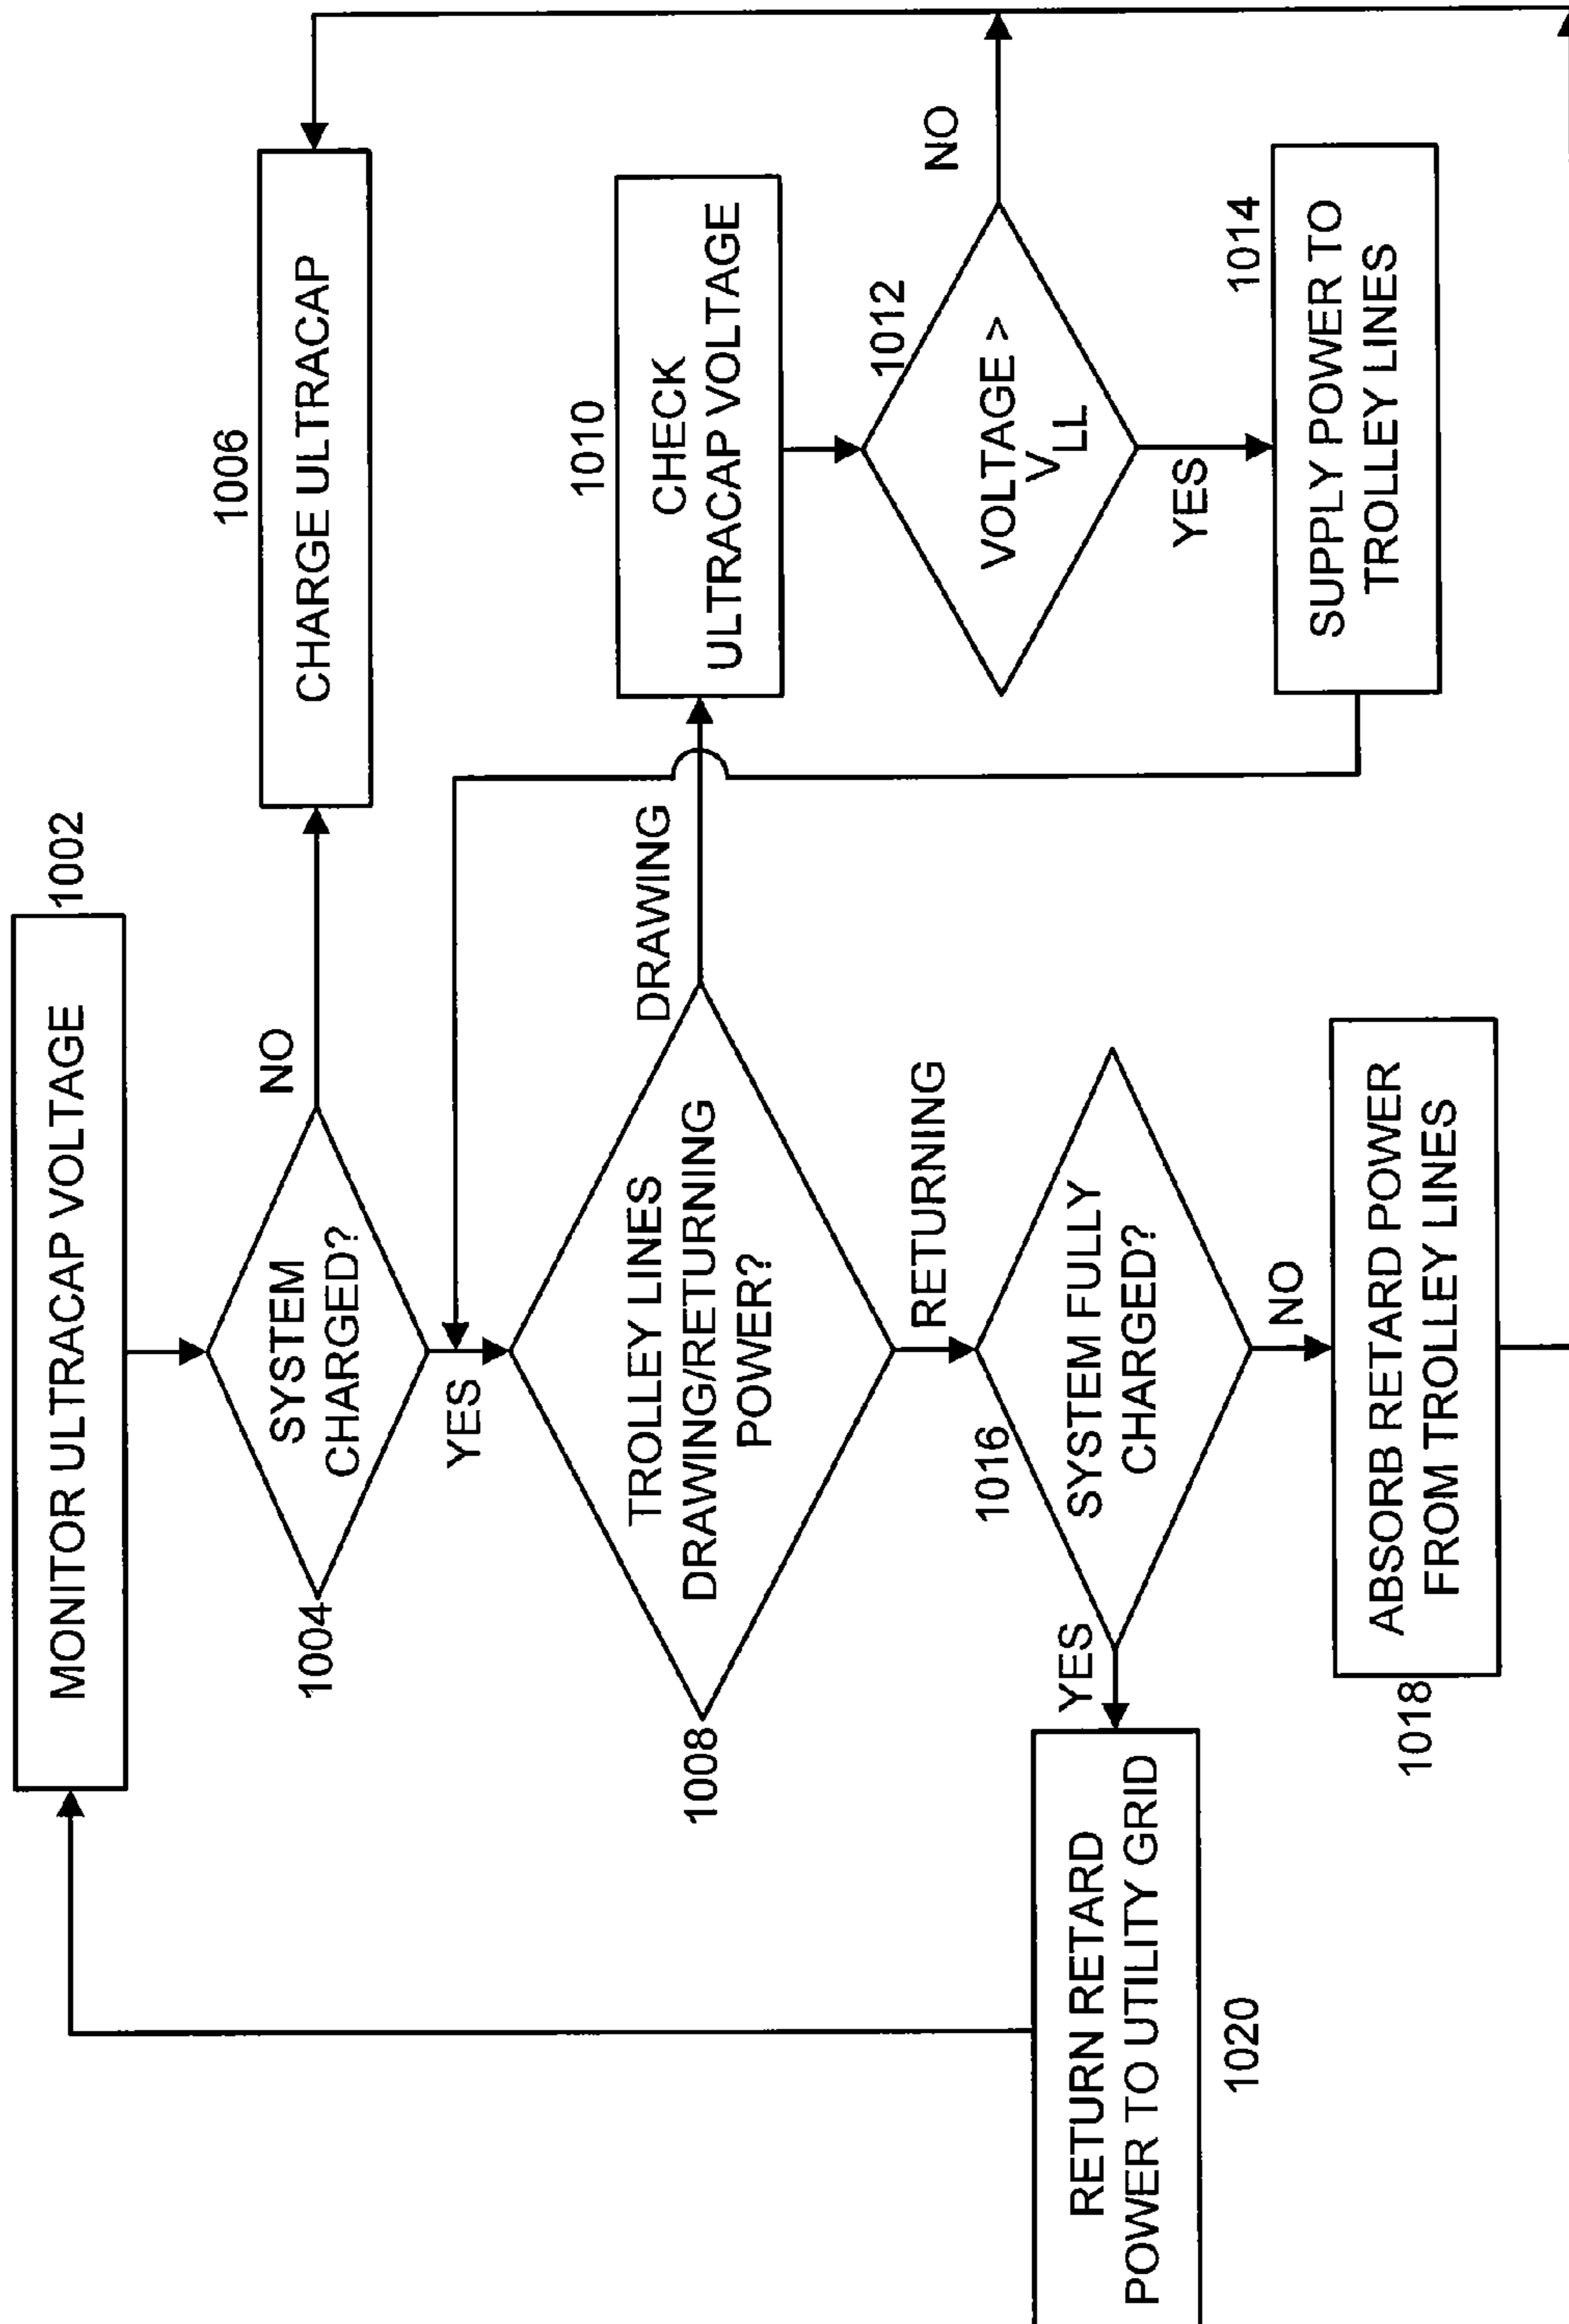 MONITOR ULTRACAP VOLTAGE
1002
1004
SYSTEM
CHARGED?
NO
YES
1006
CHARGE ULTRACAP
1008
TROLLEY LINES
DRAWING/RETURNING
POWER?
DRAWING
RETURNING
1010
CHECK
ULTRACAP VOLTAGE
1012
VOLTAGE >
VLL
NO
YES
1014
SUPPLY POWER TO
TROLLEY LINES
1016
SYSTEM FULLY
CHARGED?
YES
NO
1018
ABSORB RETARD POWER
FROM TROLLEY LINES
RETURN RETARD
POWER TO UTILITY GRID
1020